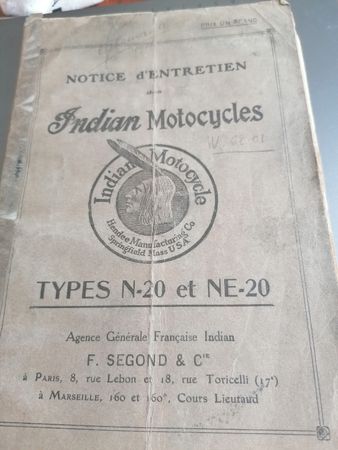 NOTICE d'ENTRETIEN
des
Indian Motocycles
Indian Motocycle
Hendee Manufacturing Co
Springfield Mass USA
TYPES N-20 et NE-20
Agence Générale Française Indian
F. SEGOND & Cie
à PARIS, 8, rue Lebon et 18, rue Toricelli (17e)
à MARSEILLE, 160 et 160A, Cours Lieutaud